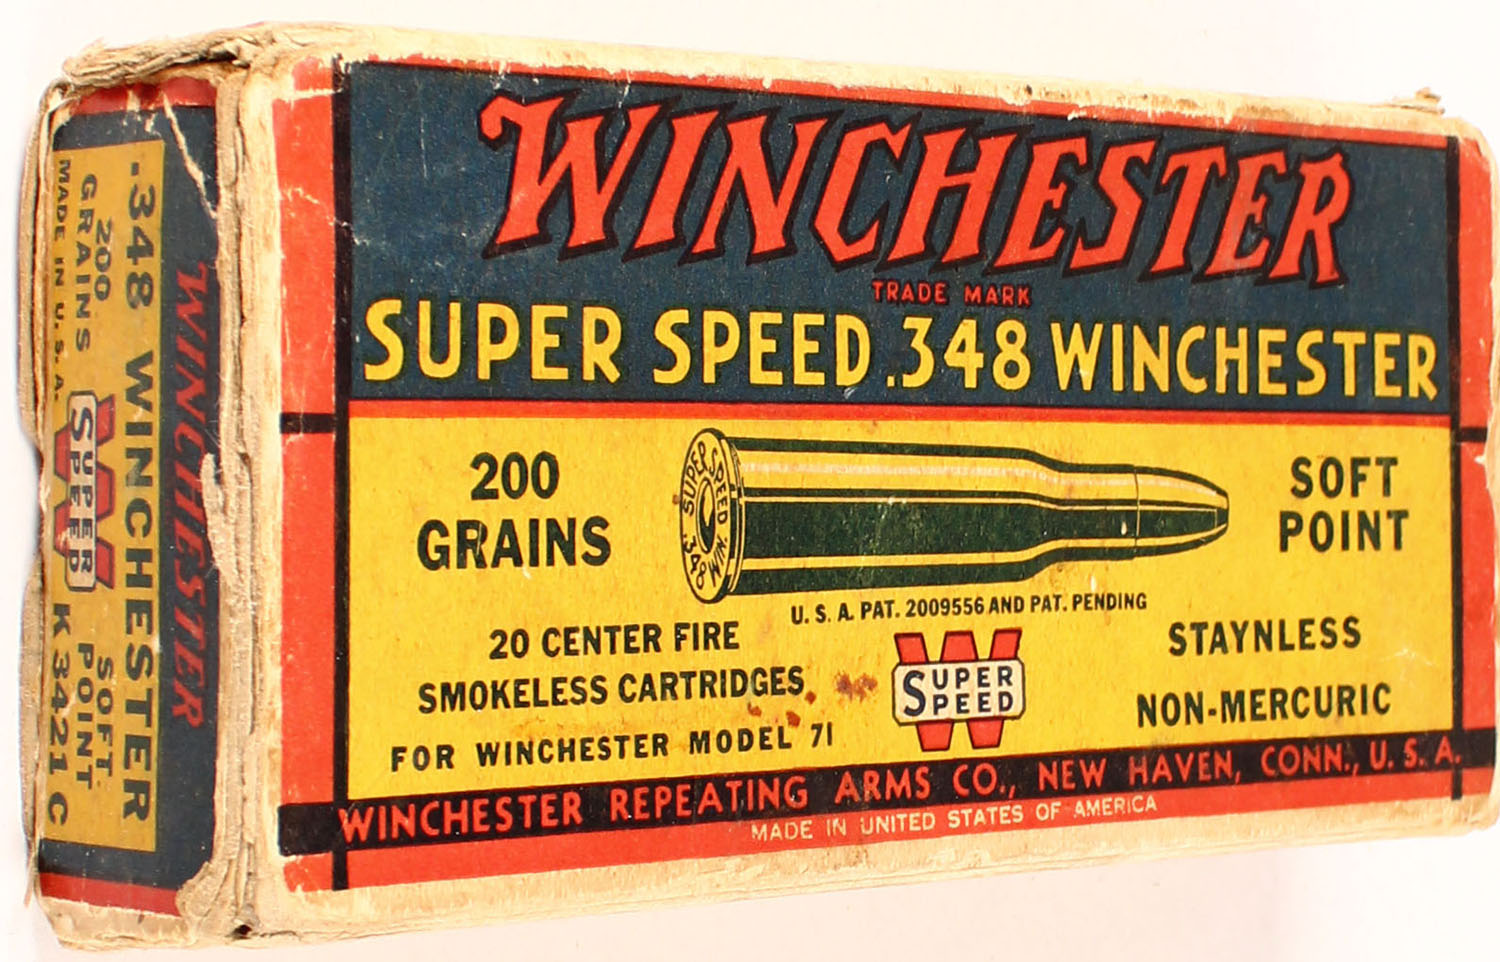 WINCHESTER
TRADE MARK
SUPER SPEED .348 WINCHESTER
200
GRAINS
SUPER SPEED
.348 WIN.
SOFT
POINT
U. S. A. PAT. 2009556 AND PAT. PENDING
20 CENTER FIRE
SMOKELESS CARTRIDGES
FOR WINCHESTER MODEL 71
W
SUPER
SPEED
STAYNLESS
NON-MERCURIC
WINCHESTER REPEATING ARMS CO., NEW HAVEN, CONN., U. S. A.
MADE IN UNITED STATES OF AMERICA
WINCHESTER
.348 WINCHESTER
200
GRAINS
MADE IN U. S. A.
W
SUPER
SPEED
SOFT
POINT
K 3421 C